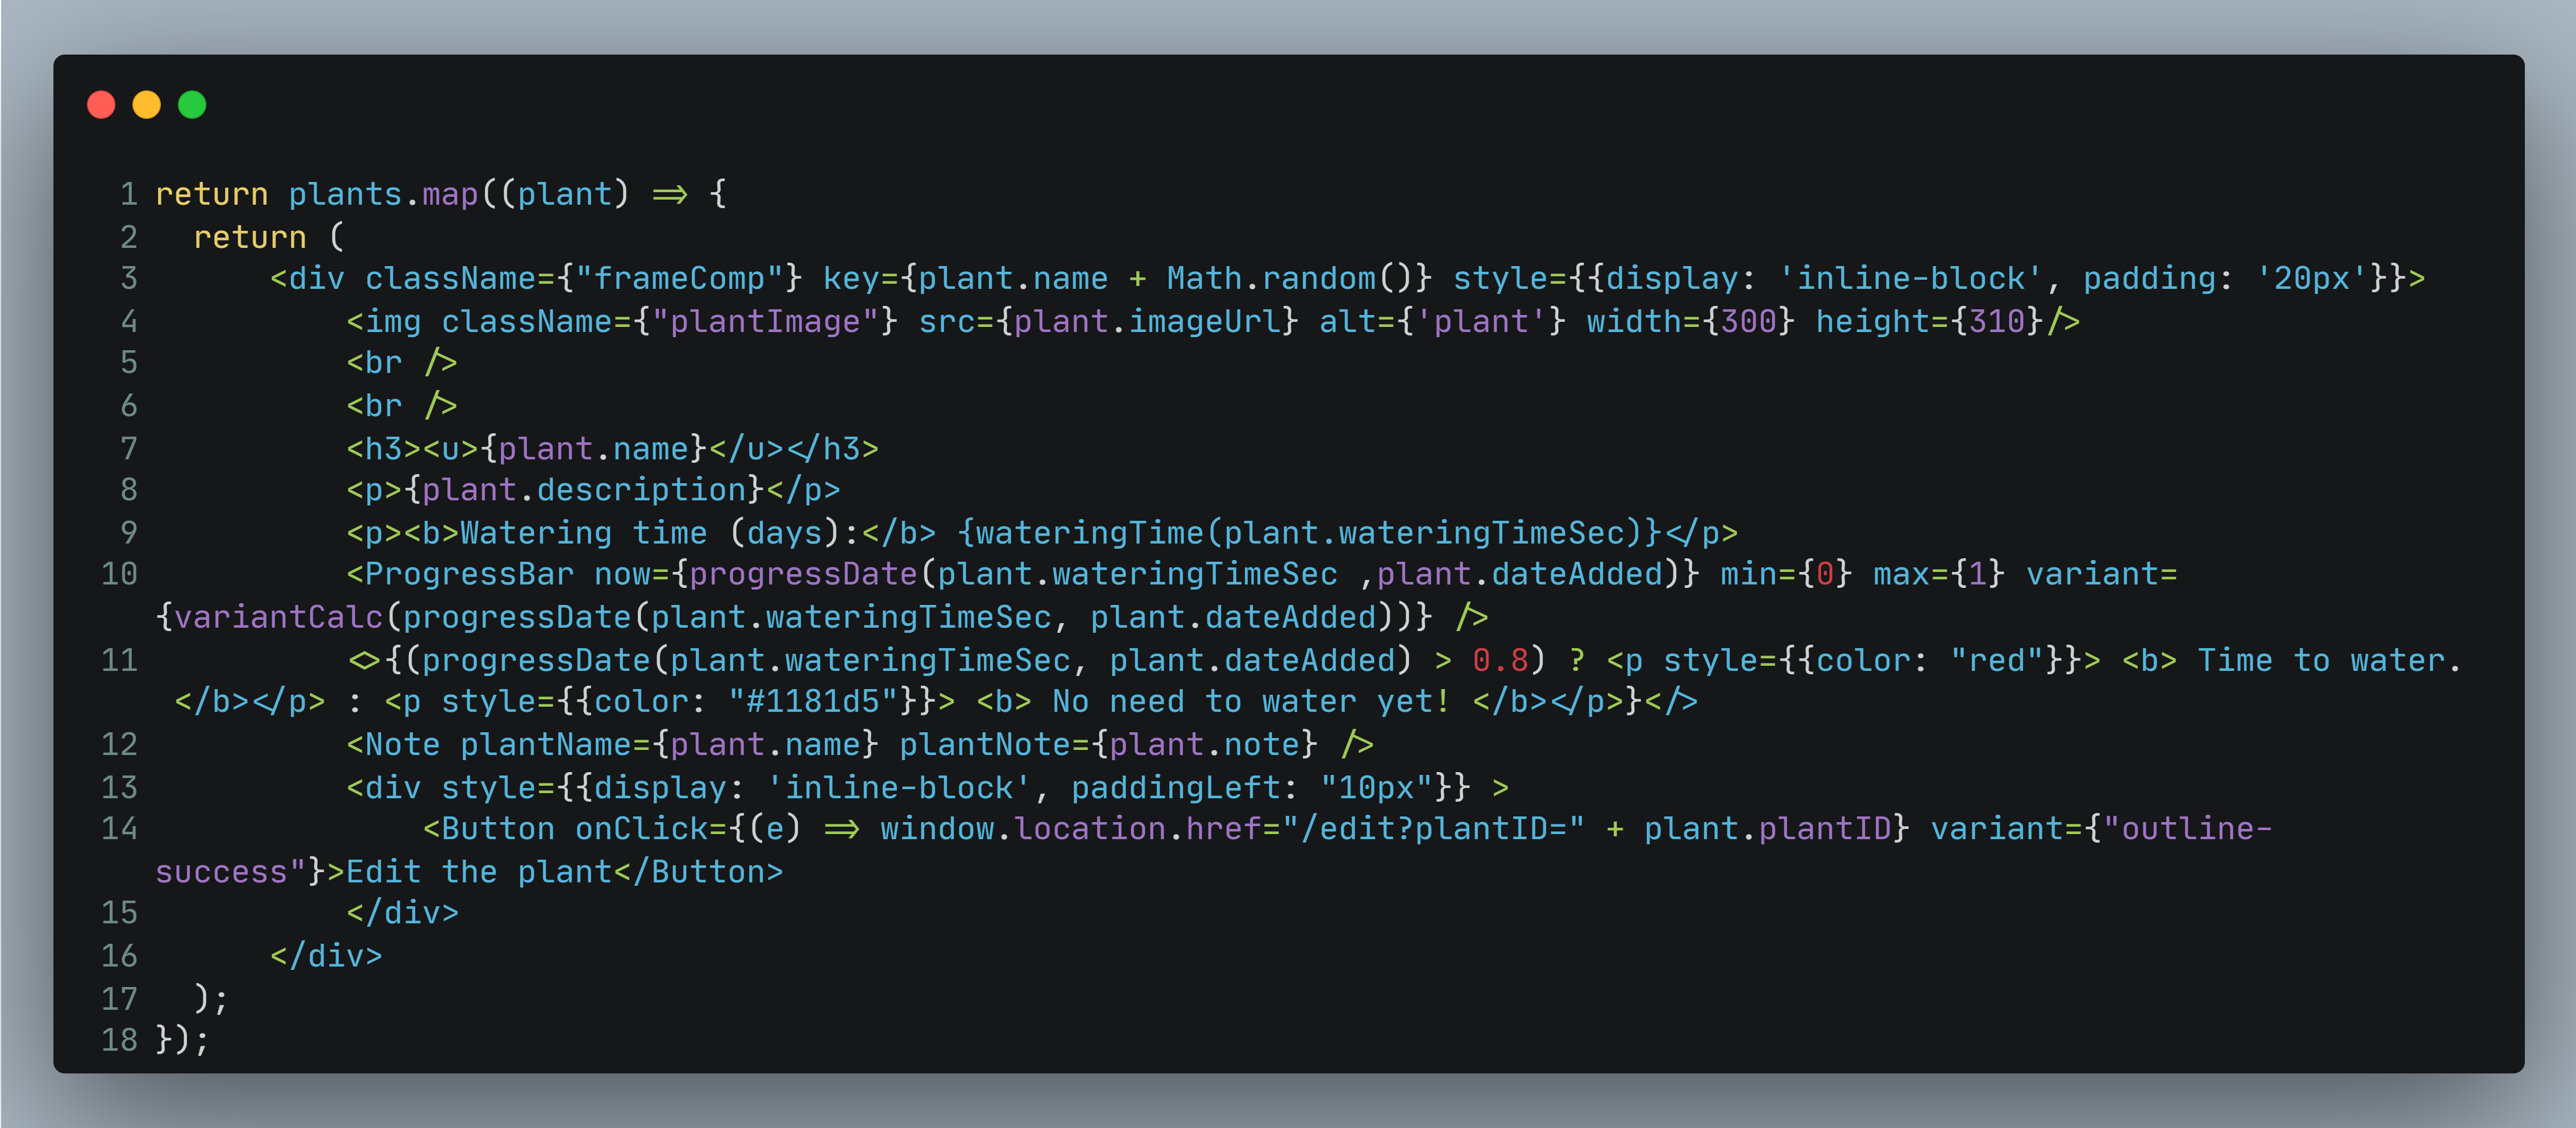 1 return plants.map((plant) => {
2   return (
3       <div className={"frameComp"} key={plant.name + Math.random()} style={{display: 'inline-block', padding: '20px'}}>
4           <img className={"plantImage"} src={plant.imageUrl} alt={'plant'} width={300} height={310}/>
5           <br />
6           <br />
7           <h3><u>{plant.name}</u></h3>
8           <p>{plant.description}</p>
9           <p><b>Watering time (days):</b> {wateringTime(plant.wateringTimeSec)}</p>
10           <ProgressBar now={progressDate(plant.wateringTimeSec ,plant.dateAdded)} min={0} max={1} variant=
{variantCalc(progressDate(plant.wateringTimeSec, plant.dateAdded))} />
11           <>{(progressDate(plant.wateringTimeSec, plant.dateAdded) > 0.8) ? <p style={{color: "red"}}> <b> Time to water.
 </b></p> : <p style={{color: "#1181d5"}}> <b> No need to water yet! </b></p>}</>
12           <Note plantName={plant.name} plantNote={plant.note} />
13           <div style={{display: 'inline-block', paddingLeft: "10px"}} >
14               <Button onClick={(e) => window.location.href="/edit?plantID=" + plant.plantID} variant={"outline-
success"}>Edit the plant</Button>
15           </div>
16       </div>
17   );
18 });